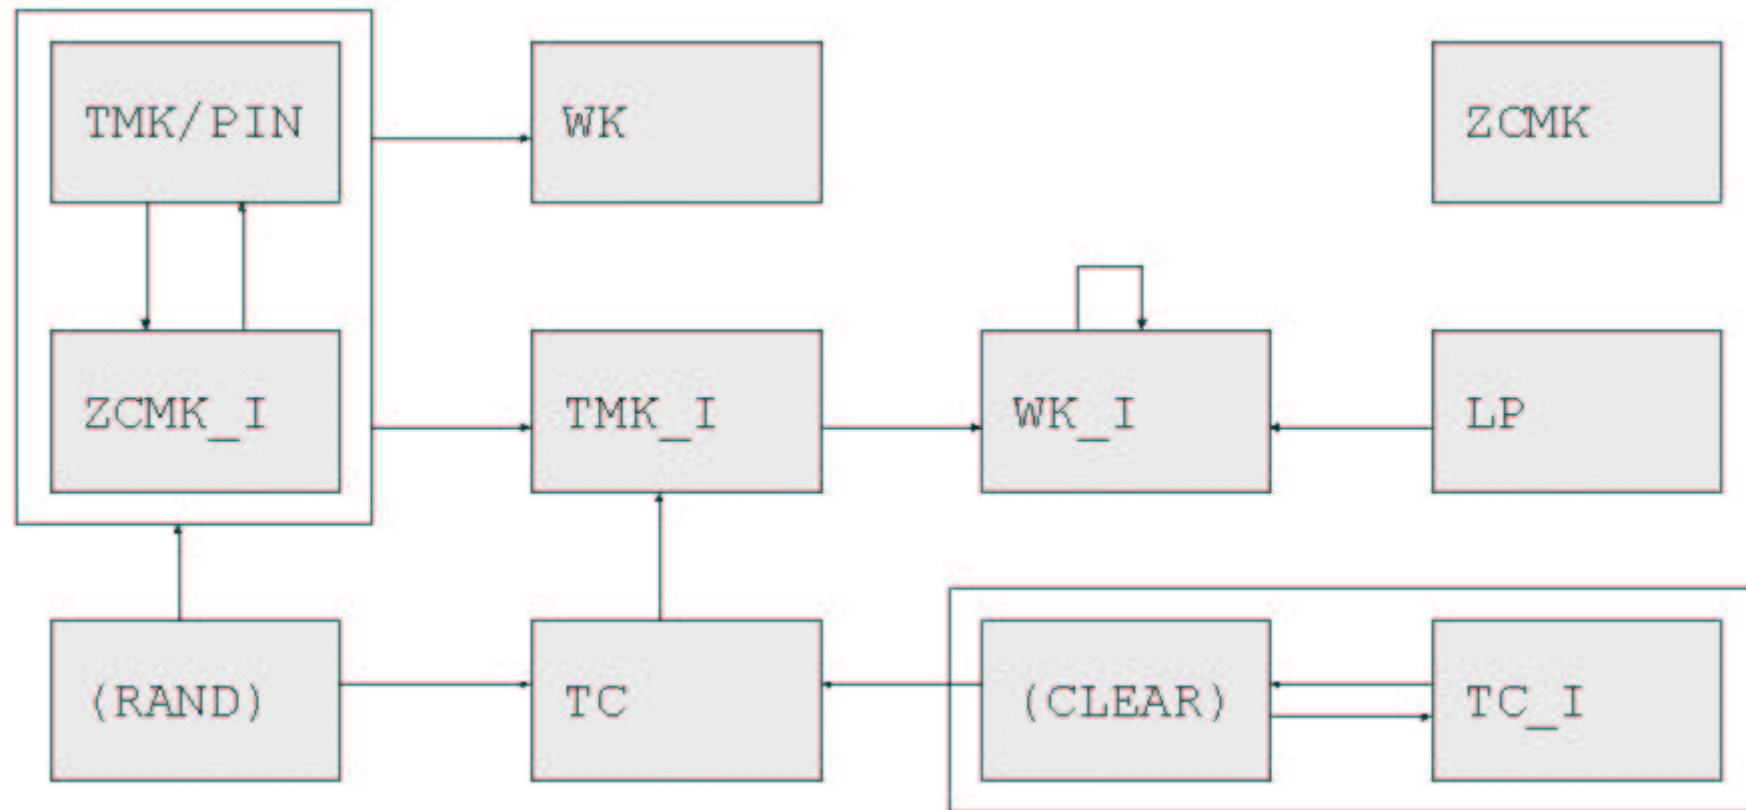 TMK/PIN
WK
ZCMK
ZCMK_I
TMK_I
WK_I
LP
(RAND)
TC
(CLEAR)
TC_I